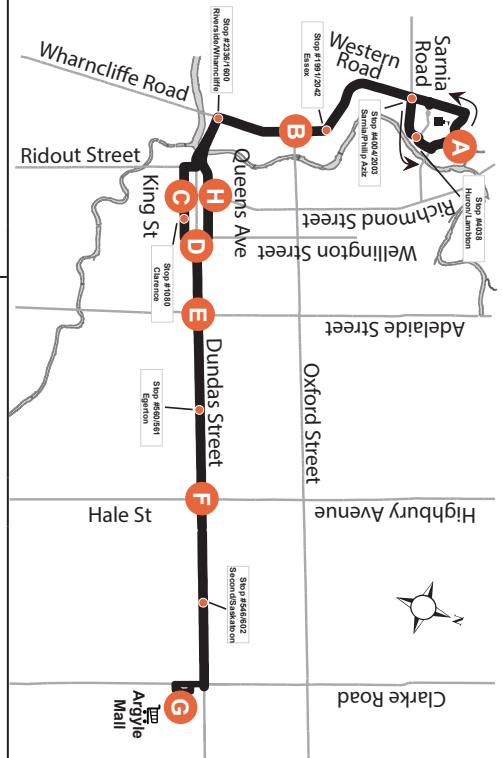 Sarnia
Road
Western
Road
Wharncliffe Road
Stop #2336/1600
Riverside/Wharncliffe
Stop #1991/2042
Essex
Stop #4004/2003
Sarnia/Philip Aziz
Stop #4038
Huron/Lambton
A
B
Ridout Street
Queens Ave
King St
C
H
D
Richmond Street
Wellington Street
Stop #1080
Clarence
E
Adelaide Street
Dundas Street
Oxford Street
Stop #560/561
Egerton
F
Hale St
Highbury Avenue
Stop #546/602
Second/Saskatoon
N
Clarke Road
G
Argyle
Mall